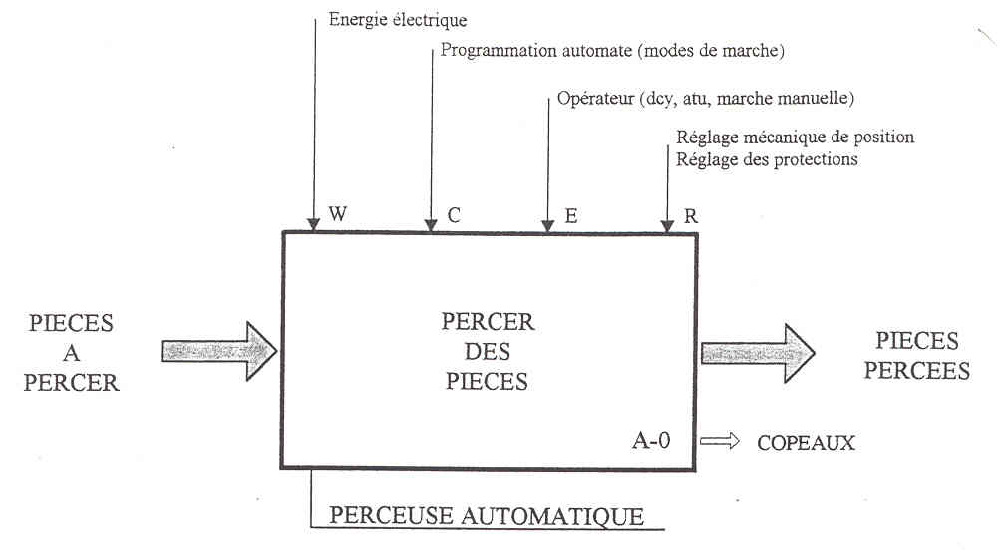 Energie électrique
Programmation automate (modes de marche)
Opérateur (dcy, atu, marche manuelle)
Réglage mécanique de position
Réglage des protections
W
C
E
R
PIECES
A
PERCER
PERCER
DES
PIECES
PIECES
PERCEES
A-0
COPEAUX
PERCEUSE AUTOMATIQUE